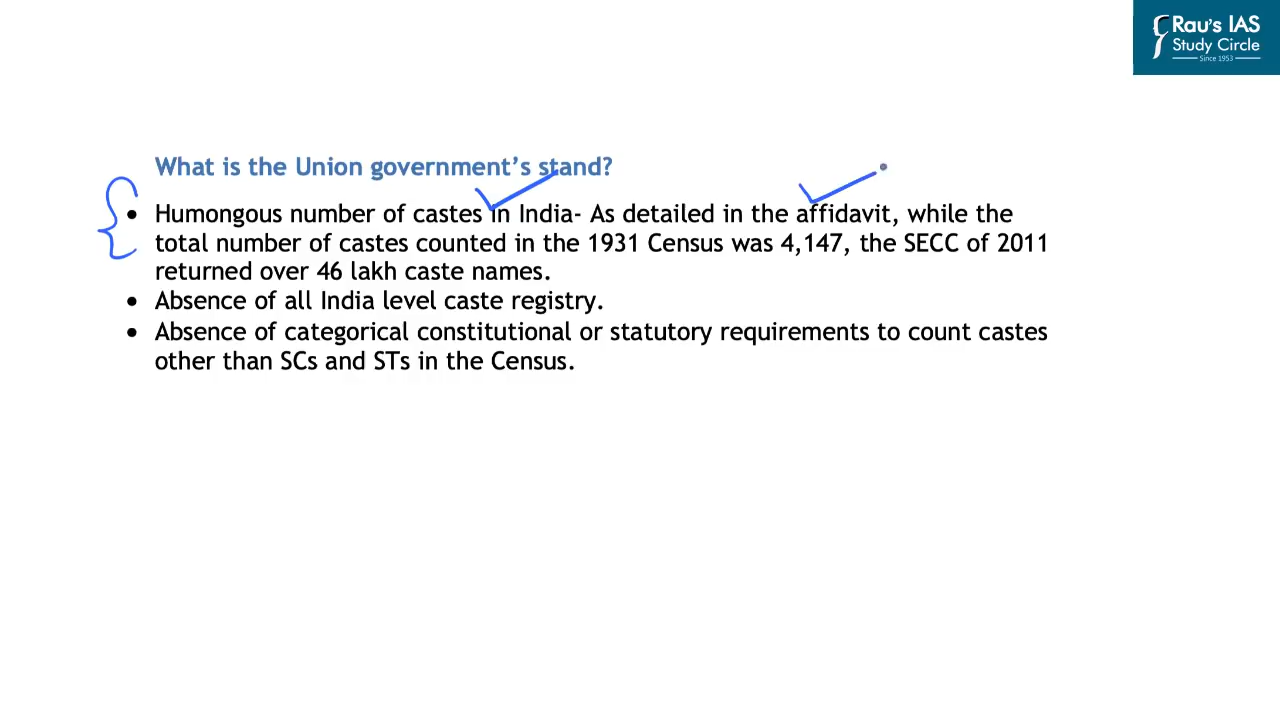 Rau's IAS
Study Circle
Since 1953
What is the Union government's stand?
• Humongous number of castes in India- As detailed in the affidavit, while the
total number of castes counted in the 1931 Census was 4,147, the SECC of 2011
returned over 46 lakh caste names.
• Absence of all India level caste registry.
• Absence of categorical constitutional or statutory requirements to count castes
other than SCs and STs in the Census.